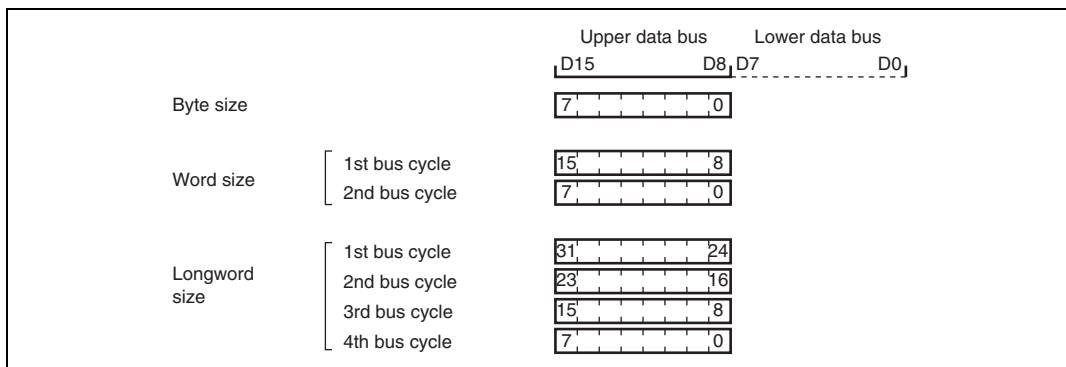 Upper data bus Lower data bus
D15 D8 D7 D0
Byte size 7 0
1st bus cycle 15 8
Word size
2nd bus cycle 7 0
1st bus cycle 31 24
Longword
size
2nd bus cycle 23 16
3rd bus cycle 15 8
4th bus cycle 7 0